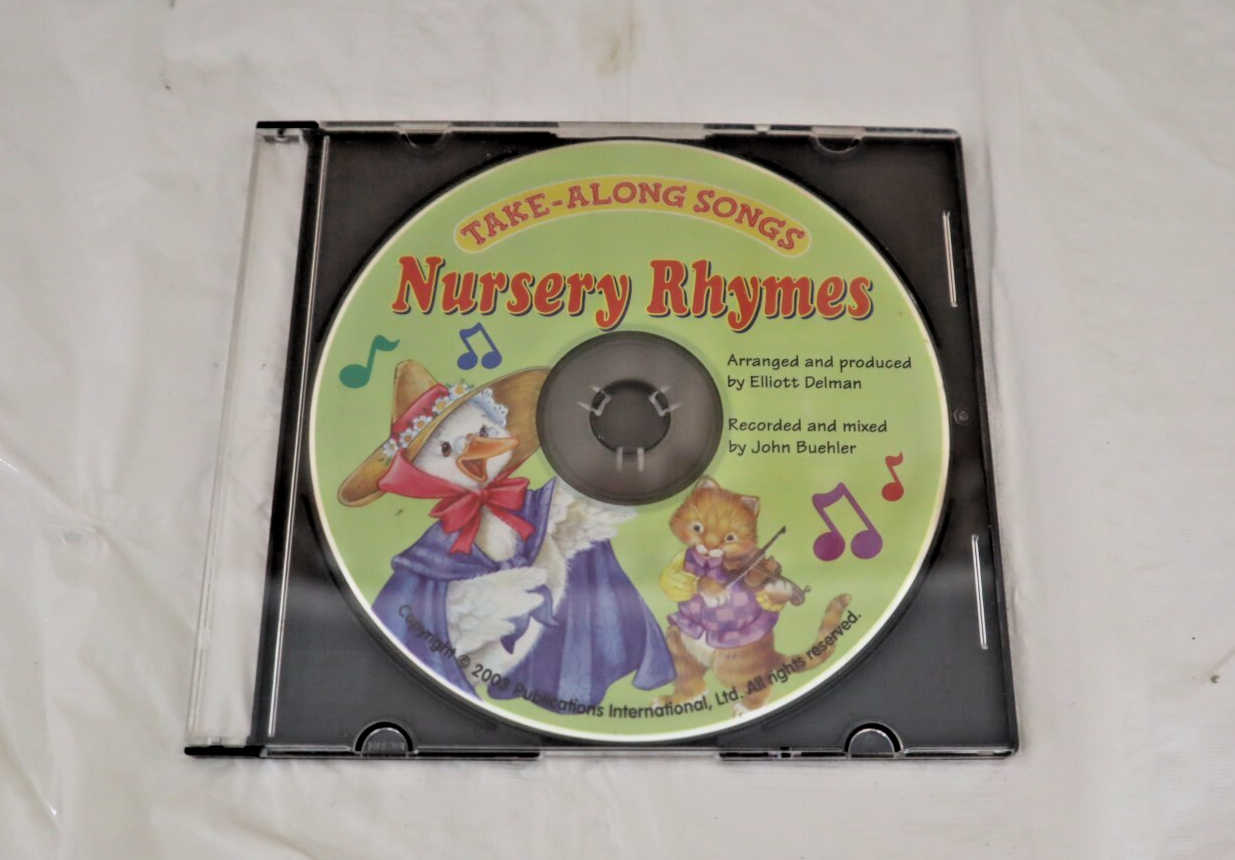 TAKE-ALONG SONGS
Nursery Rhymes
Arranged and produced
by Elliott Delman
Recorded and mixed
by John Buehler
Copyright © 2003 Publications International, Ltd. All rights reserved.